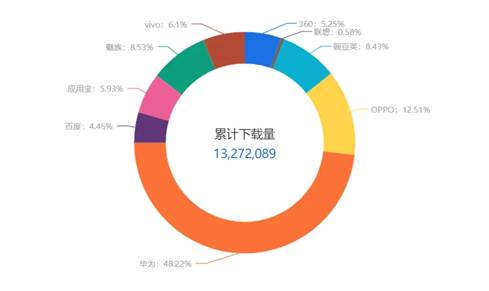 vivo：6.1%
360：5.25%
联想：0.58%
魅族：8.53%
豌豆荚：8.43%
应用宝：5.93%
OPPO：12.51%
百度：4.45%
累计下载量
13,272,089
华为：48.22%